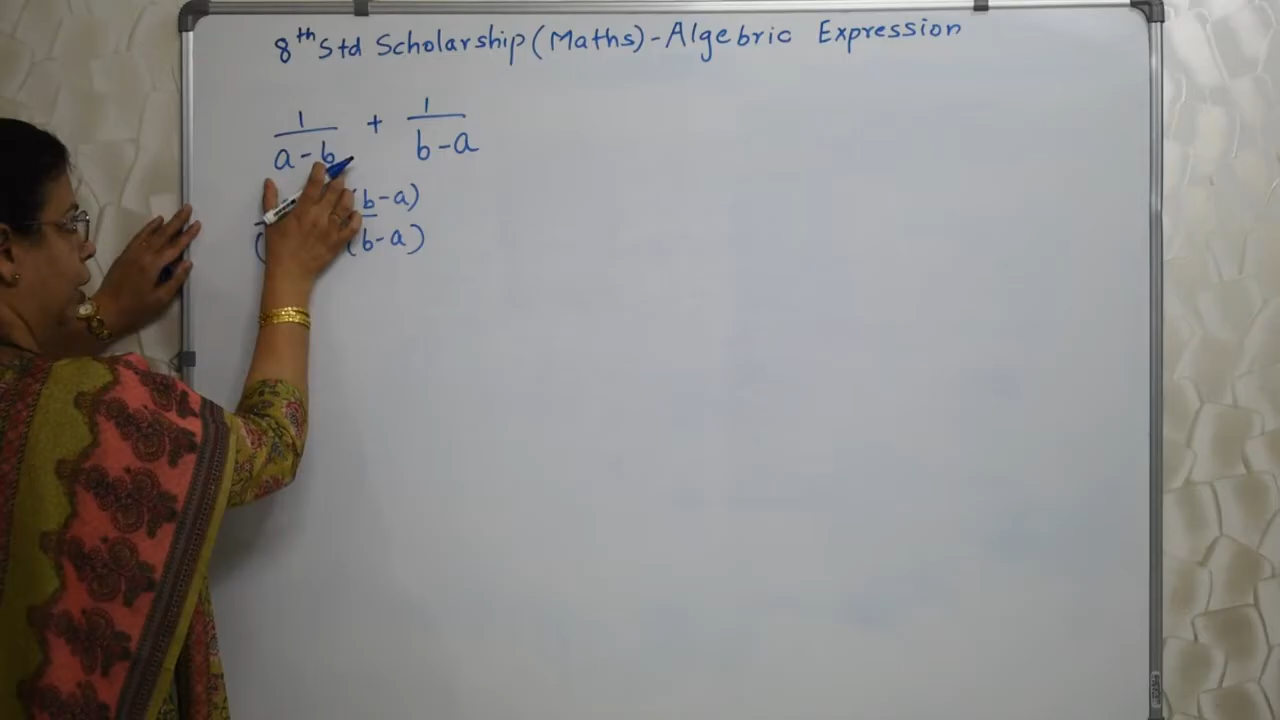 8th Std Scholarship (Maths) - Algebric Expression
1/(a - b) + 1/(b - a)
(b - a)
( (b - a)